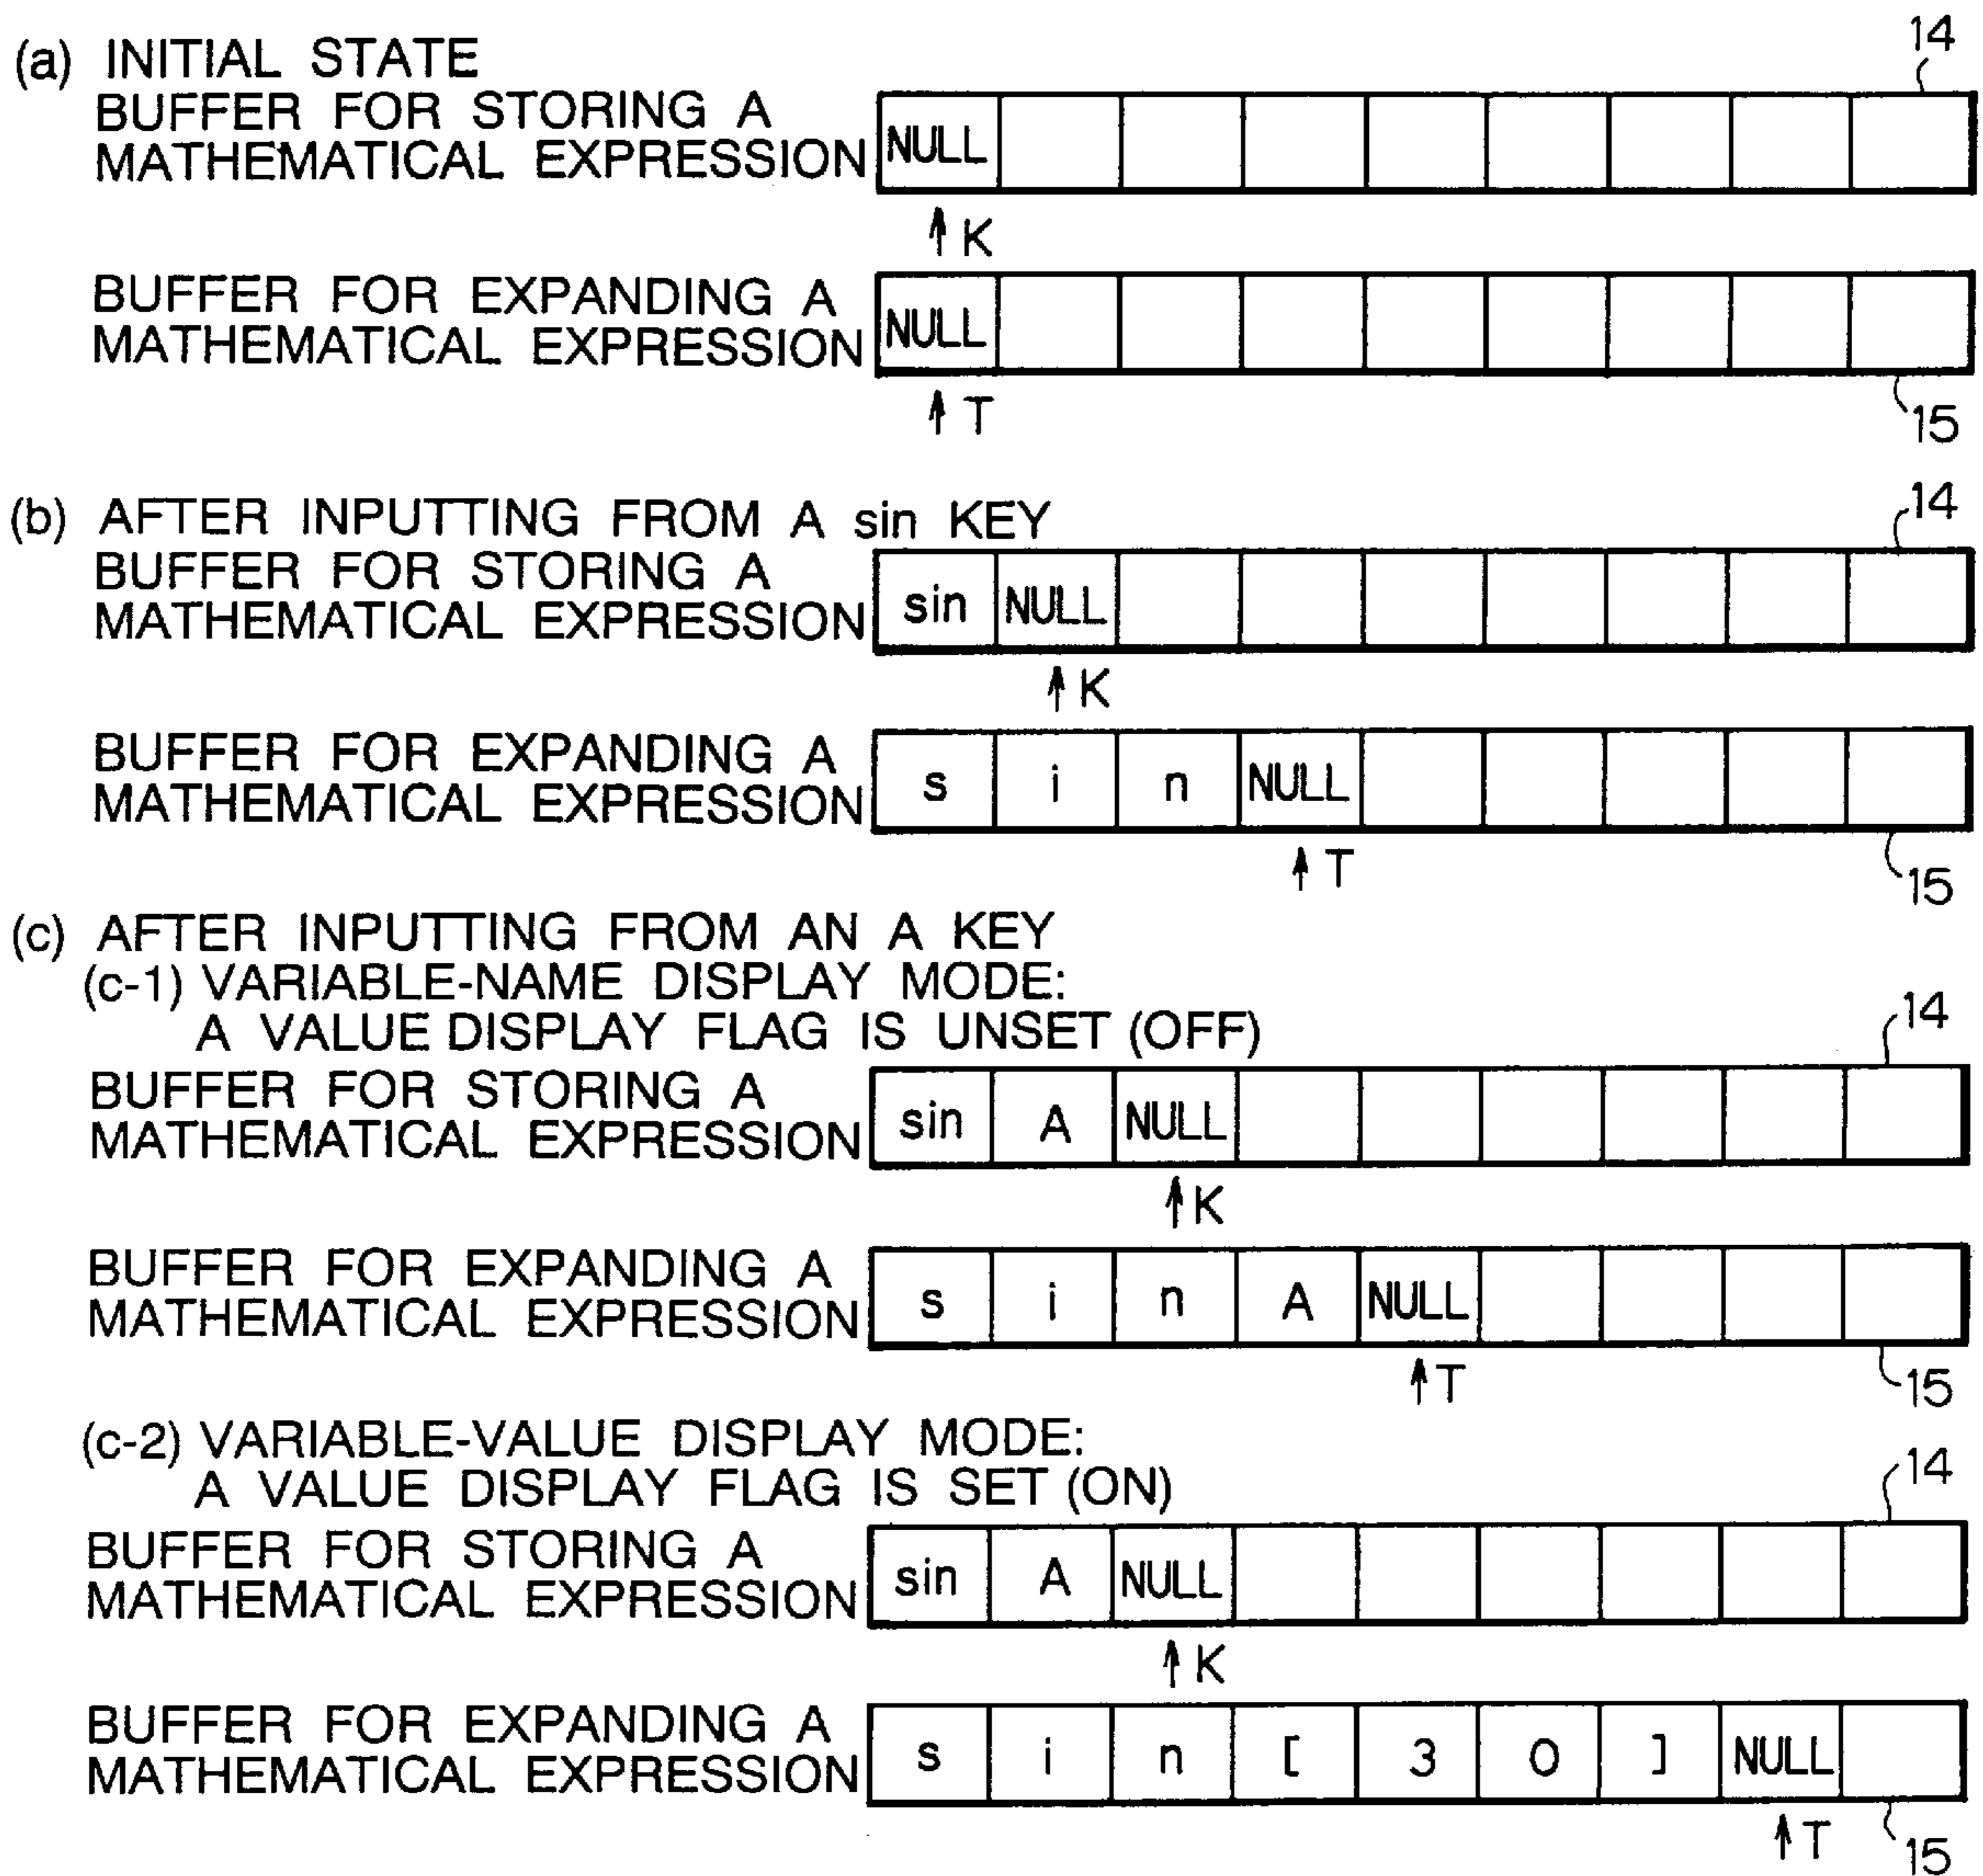 14
(a) INITIAL STATE
BUFFER FOR STORING A
MATHEMATICAL EXPRESSION NULL
K
BUFFER FOR EXPANDING A
MATHEMATICAL EXPRESSION NULL
T
15
(b) AFTER INPUTTING FROM A sin KEY
14
BUFFER FOR STORING A
MATHEMATICAL EXPRESSION sin NULL
K
BUFFER FOR EXPANDING A
MATHEMATICAL EXPRESSION s i n NULL
T
15
(c) AFTER INPUTTING FROM AN A KEY
(c-1) VARIABLE-NAME DISPLAY MODE:
14
A VALUE DISPLAY FLAG IS UNSET (OFF)
BUFFER FOR STORING A
MATHEMATICAL EXPRESSION sin A NULL
K
BUFFER FOR EXPANDING A
MATHEMATICAL EXPRESSION s i n A NULL
T
15
(c-2) VARIABLE-VALUE DISPLAY MODE:
14
A VALUE DISPLAY FLAG IS SET (ON)
BUFFER FOR STORING A
MATHEMATICAL EXPRESSION sin A NULL
K
BUFFER FOR EXPANDING A
MATHEMATICAL EXPRESSION s i n [ 3 0 ] NULL
T
15